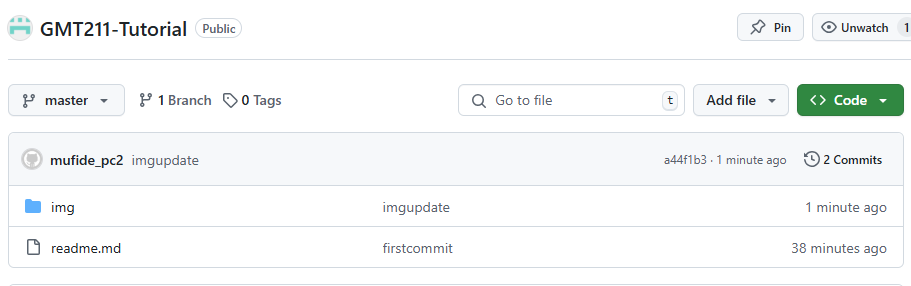 GMT211-Tutorial Public Pin Unwatch 1
master 1 Branch 0 Tags Go to file t Add file Code
mufide_pc2 imgupdate a44f1b3 · 1 minute ago 2 Commits
img imgupdate 1 minute ago
readme.md firstcommit 38 minutes ago